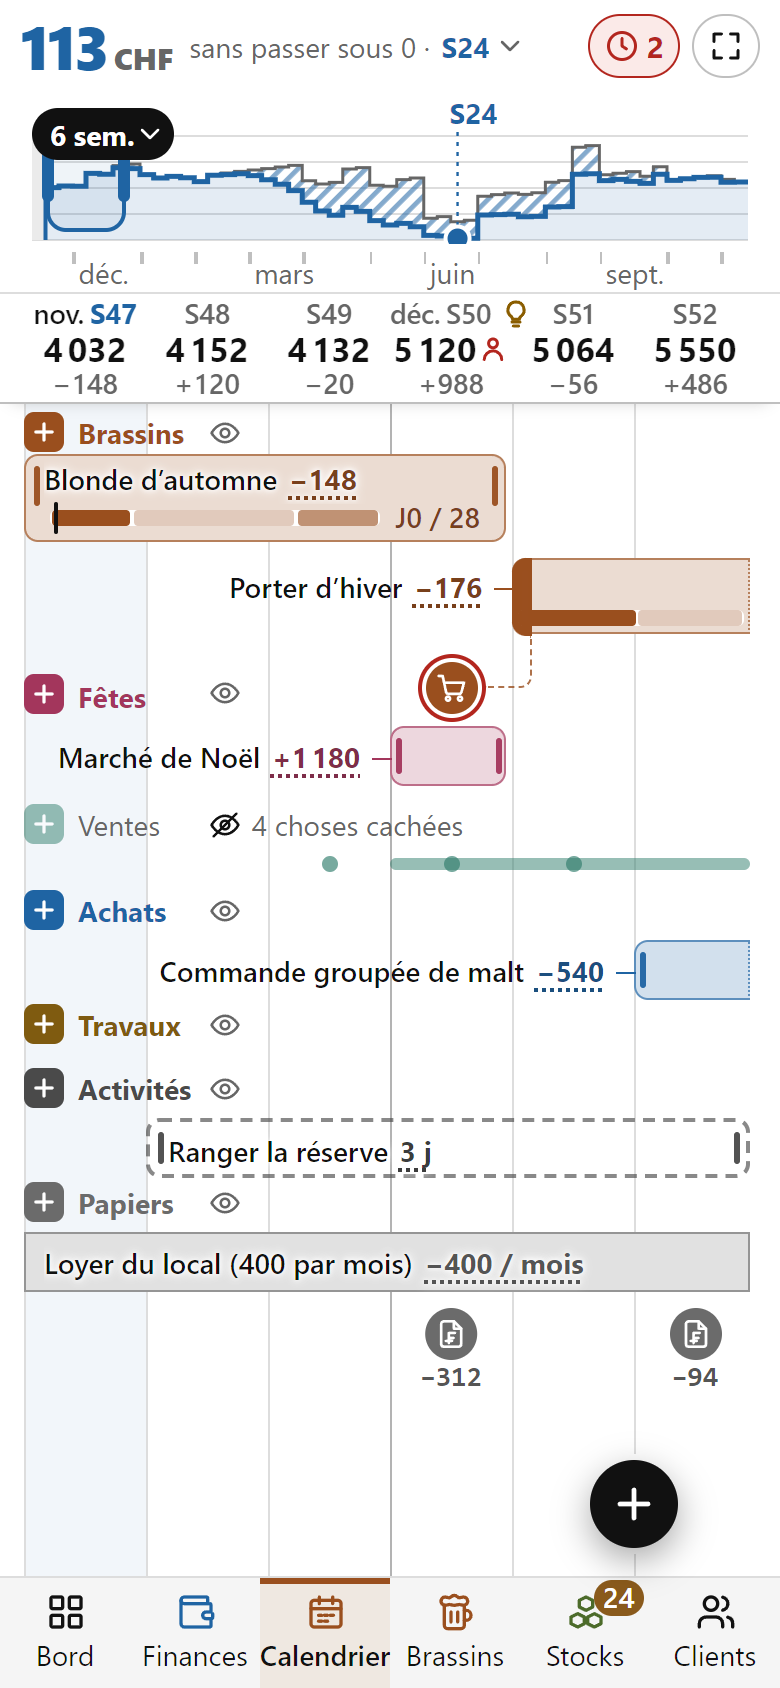 113 CHF sans passer sous 0 · S24
2
S24
6 sem.
déc. mars juin sept.
nov. S47 S48 S49 déc. S50 S51 S52
4 032 4 152 4 132 5 120 5 064 5 550
−148 +120 −20 +988 −56 +486
Brassins
Blonde d’automne −148
J0 / 28
Porter d’hiver −176
Fêtes
Marché de Noël +1 180
Ventes 4 choses cachées
Achats
Commande groupée de malt −540
Travaux
Activités
Ranger la réserve 3 j
Papiers
Loyer du local (400 par mois) −400 / mois
−312 −94
24
Bord Finances Calendrier Brassins Stocks Clients